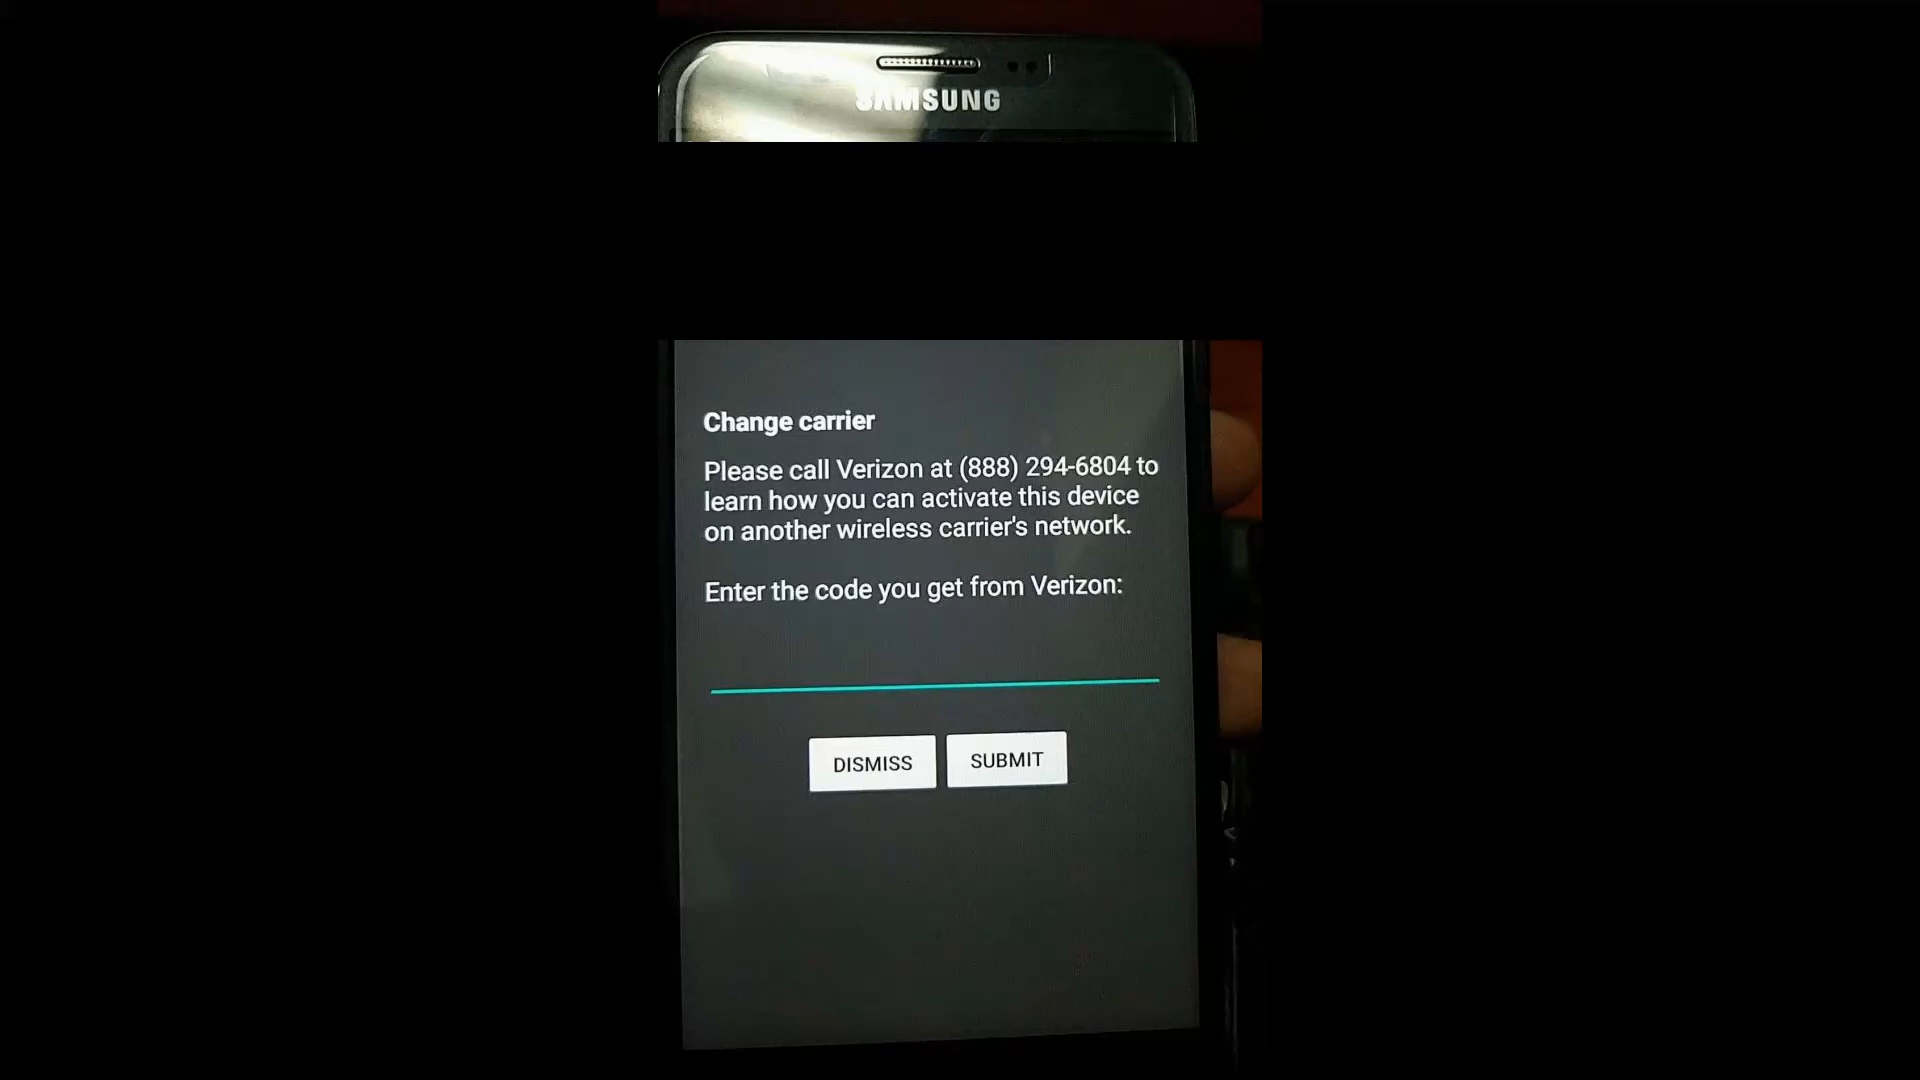 SAMSUNG
Change carrier
Please call Verizon at (888) 294-6804 to
learn how you can activate this device
on another wireless carrier's network.
Enter the code you get from Verizon:
DISMISS
SUBMIT